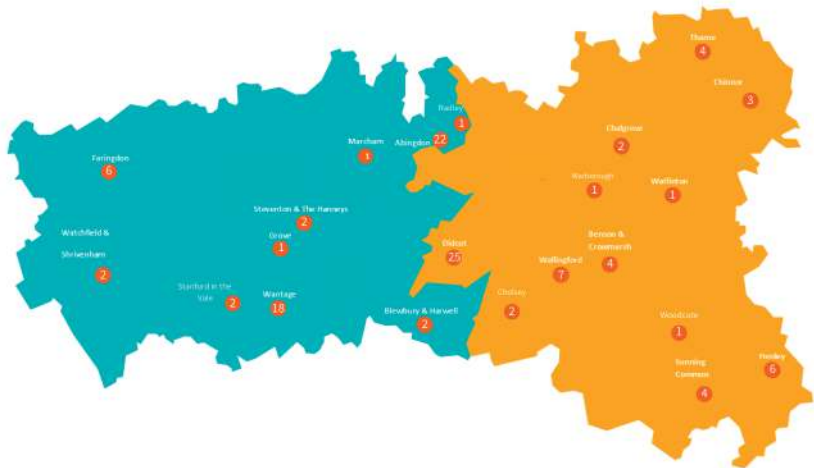 Thame
4
Chinnor
3
Radley
1
Abingdon
22
Marcham
1
Chalgrove
2
Faringdon
6
1
Watlinton
1
Steventon & The Hanneys
2
Grove
1
Watchfield &
Shrivenham
2
Didcot
25
Benson &
Crowmarsh
4
Wallingford
7
Stanford in the
Vale
2
Wantage
18
Cholsey
2
Blewbury & Harwell
2
Woodcote
1
Sonning
Common
4
Henley
6